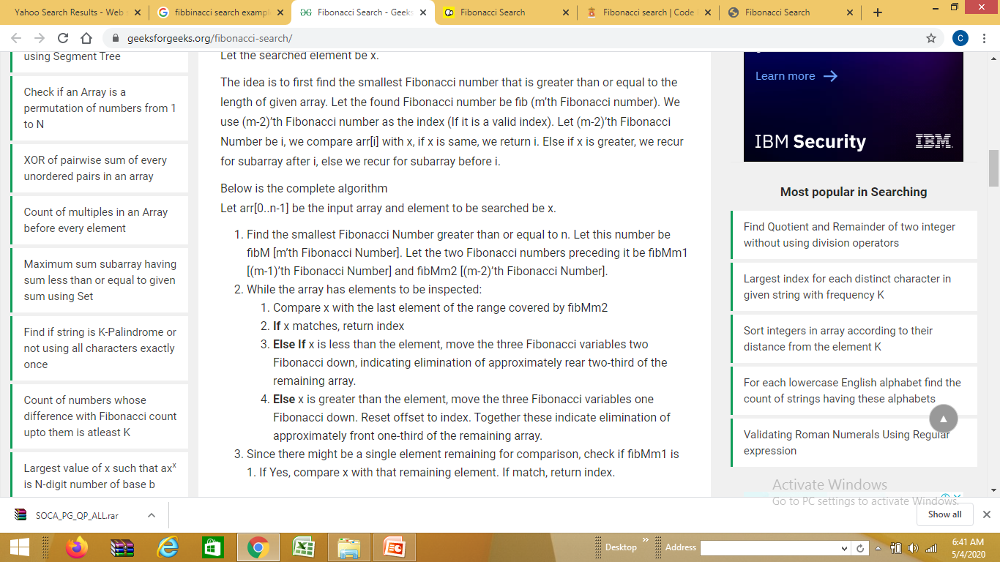 Yahoo Search Results - Web
fibbinacci search exampl
Fibonacci Search - Geeks
Fibonacci Search
Fibonacci search | Code
Fibonacci Search
geeksforgeeks.org/fibonacci-search/
C
using Segment Tree
Check if an Array is a
permutation of numbers from 1
to N
XOR of pairwise sum of every
unordered pairs in an array
Count of multiples in an Array
before every element
Maximum sum subarray having
sum less than or equal to given
sum using Set
Find if string is K-Palindrome or
not using all characters exactly
once
Count of numbers whose
difference with Fibonacci count
upto them is atleast K
Largest value of x such that axˣ
is N-digit number of base b
Let the searched element be x.
The idea is to first find the smallest Fibonacci number that is greater than or equal to the
length of given array. Let the found Fibonacci number be fib (m’th Fibonacci number). We
use (m-2)’th Fibonacci number as the index (If it is a valid index). Let (m-2)’th Fibonacci
Number be i, we compare arr[i] with x, if x is same, we return i. Else if x is greater, we recur
for subarray after i, else we recur for subarray before i.
Below is the complete algorithm
Let arr[0..n-1] be the input array and element to be searched be x.
1. Find the smallest Fibonacci Number greater than or equal to n. Let this number be
fibM [m’th Fibonacci Number]. Let the two Fibonacci numbers preceding it be fibMm1
[(m-1)’th Fibonacci Number] and fibMm2 [(m-2)’th Fibonacci Number].
2. While the array has elements to be inspected:
1. Compare x with the last element of the range covered by fibMm2
2. If x matches, return index
3. Else If x is less than the element, move the three Fibonacci variables two
Fibonacci down, indicating elimination of approximately rear two-third of the
remaining array.
4. Else x is greater than the element, move the three Fibonacci variables one
Fibonacci down. Reset offset to index. Together these indicate elimination of
approximately front one-third of the remaining array.
3. Since there might be a single element remaining for comparison, check if fibMm1 is
1. If Yes, compare x with that remaining element. If match, return index.
Learn more →
IBM Security
IBM.
Most popular in Searching
Find Quotient and Remainder of two integer
without using division operators
Largest index for each distinct character in
given string with frequency K
Sort integers in array according to their
distance from the element K
For each lowercase English alphabet find the
count of strings having these alphabets
Validating Roman Numerals Using Regular
expression
Activate Windows
Go to PC settings to activate Windows.
SOCA_PG_QP_ALL.rar
Show all
Desktop
Address
6:41 AM
5/4/2020